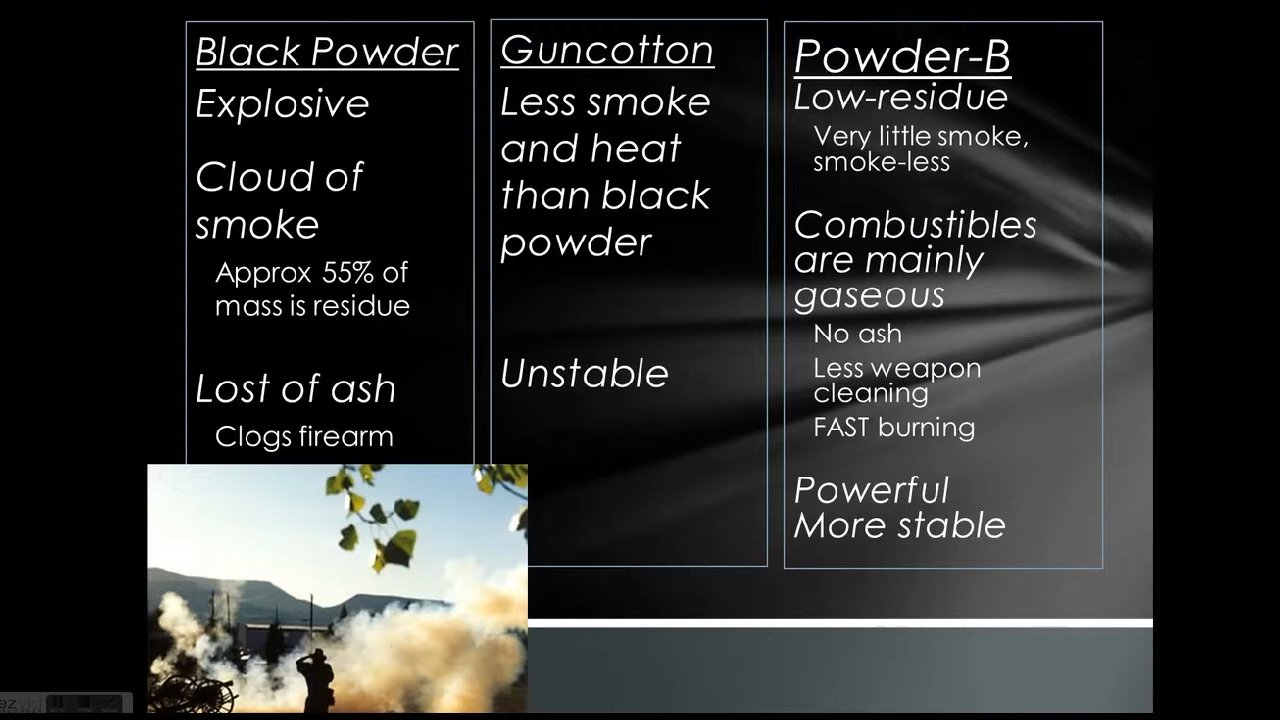 Black Powder
Explosive
Cloud of
smoke
Approx 55% of
mass is residue
Lost of ash
Clogs firearm
Guncotton
Less smoke
and heat
than black
powder
Unstable
Powder-B
Low-residue
Very little smoke,
smoke-less
Combustibles
are mainly
gaseous
No ash
Less weapon
cleaning
FAST burning
Powerful
More stable